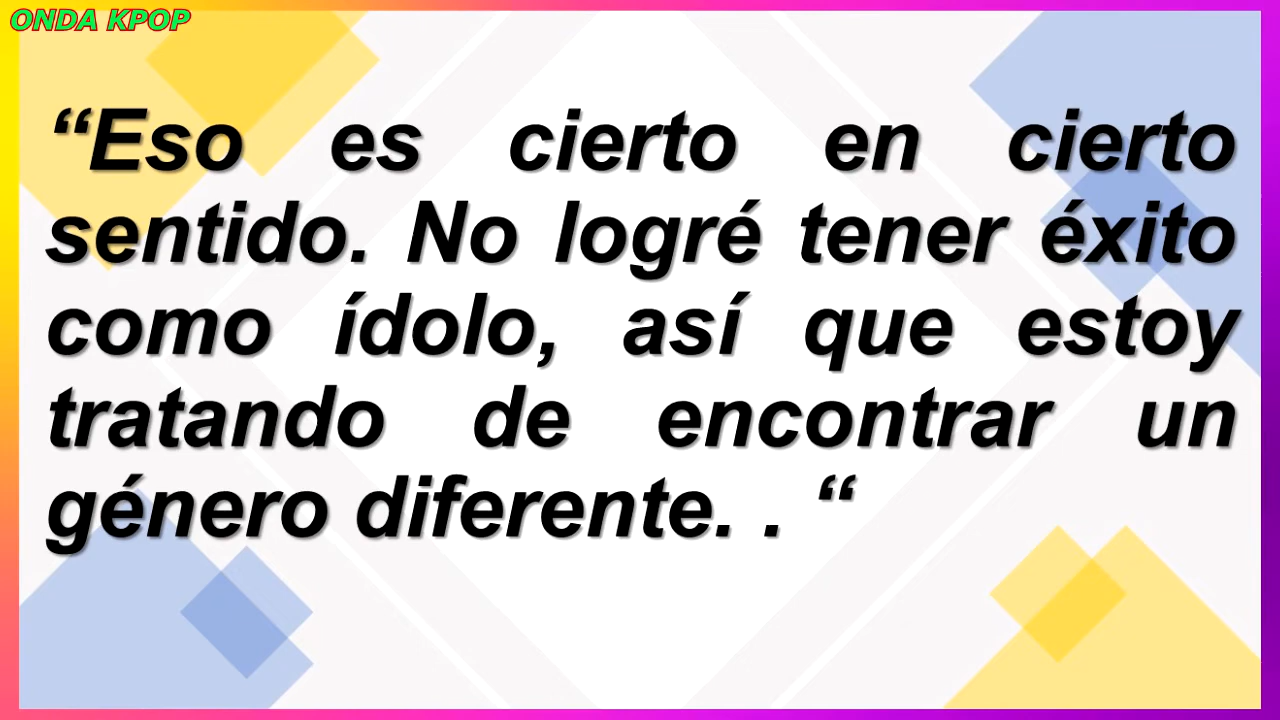 ONDA KPOP
“Eso es cierto en cierto
sentido. No logré tener éxito
como ídolo, así que estoy
tratando de encontrar un
género diferente. . “